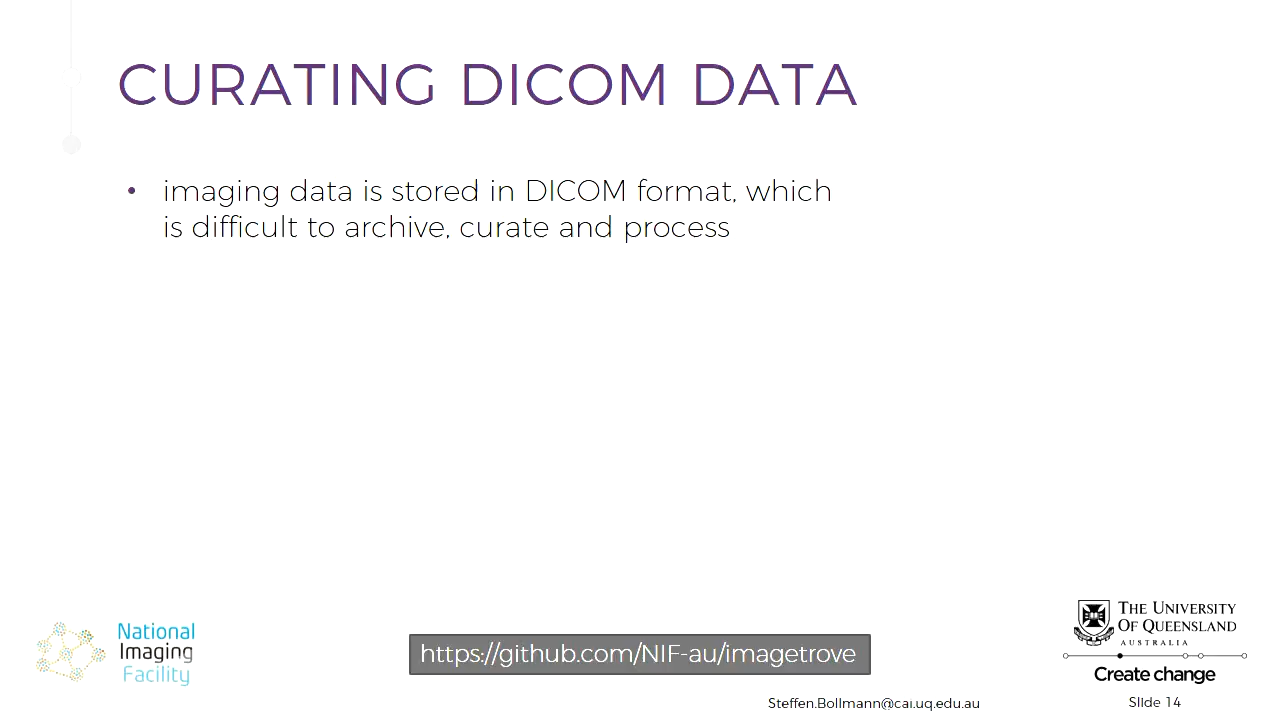 CURATING DICOM DATA
• imaging data is stored in DICOM format, which
is difficult to archive, curate and process
National
Imaging
Facility
https://github.com/NIF-au/imagetrove
THE UNIVERSITY
OF QUEENSLAND
AUSTRALIA
Create change
Steffen.Bollmann@cai.uq.edu.au
Slide 14